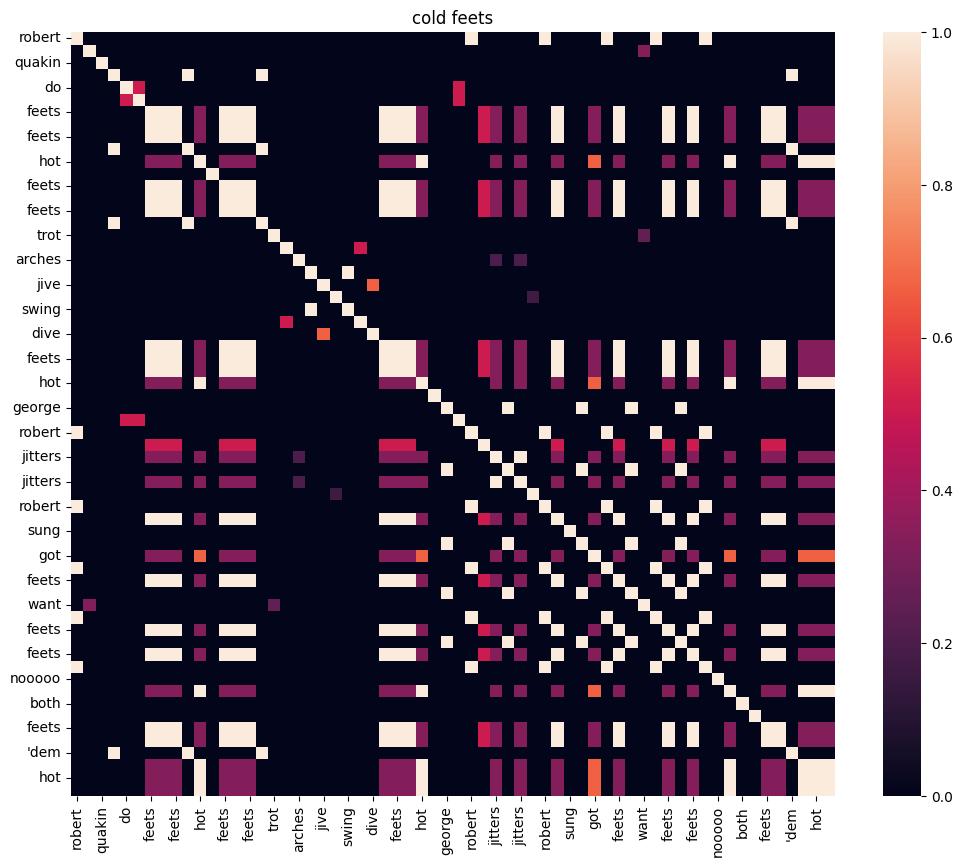 cold feets
robert
quakin
do
feets
feets
hot
feets
feets
trot
arches
jive
swing
dive
feets
hot
george
robert
jitters
jitters
robert
sung
got
feets
want
feets
feets
nooooo
both
feets
'dem
hot
1.0
0.8
0.6
0.4
0.2
0.0
robert quakin do feets feets hot feets feets trot arches jive swing dive feets hot george robert jitters jitters robert sung got feets want feets feets nooooo both feets 'dem hot